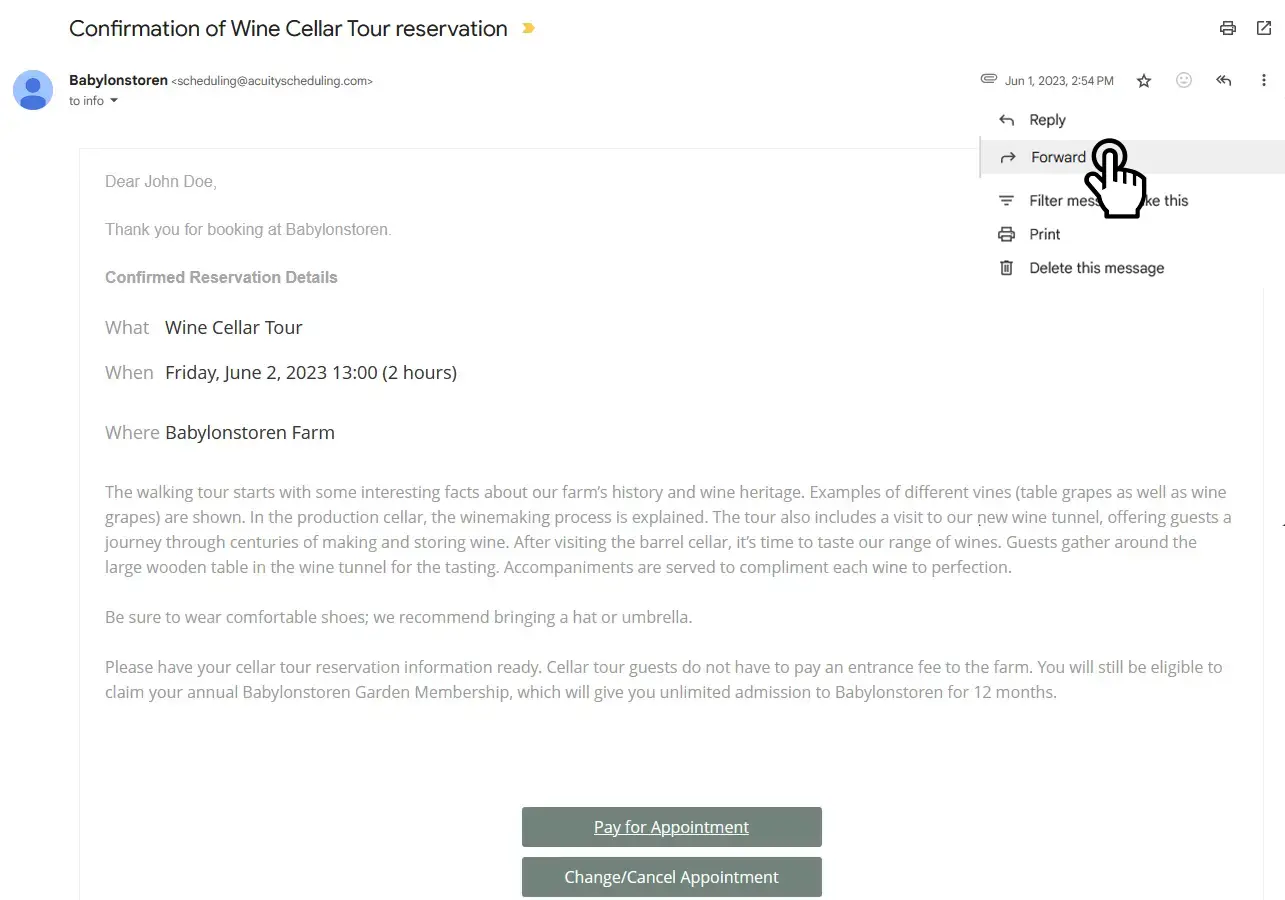 Confirmation of Wine Cellar Tour reservation
Babylonstoren <scheduling@acuityscheduling.com>
Jun 1, 2023, 2:54 PM
to info
Reply
Forward
Filter mess ke this
Print
Delete this message
Dear John Doe,
Thank you for booking at Babylonstoren.
Confirmed Reservation Details
What Wine Cellar Tour
When Friday, June 2, 2023 13:00 (2 hours)
Where Babylonstoren Farm
The walking tour starts with some interesting facts about our farm’s history and wine heritage. Examples of different vines (table grapes as well as wine
grapes) are shown. In the production cellar, the winemaking process is explained. The tour also includes a visit to our new wine tunnel, offering guests a
journey through centuries of making and storing wine. After visiting the barrel cellar, it’s time to taste our range of wines. Guests gather around the
large wooden table in the wine tunnel for the tasting. Accompaniments are served to compliment each wine to perfection.
Be sure to wear comfortable shoes; we recommend bringing a hat or umbrella.
Please have your cellar tour reservation information ready. Cellar tour guests do not have to pay an entrance fee to the farm. You will still be eligible to
claim your annual Babylonstoren Garden Membership, which will give you unlimited admission to Babylonstoren for 12 months.
Pay for Appointment
Change/Cancel Appointment